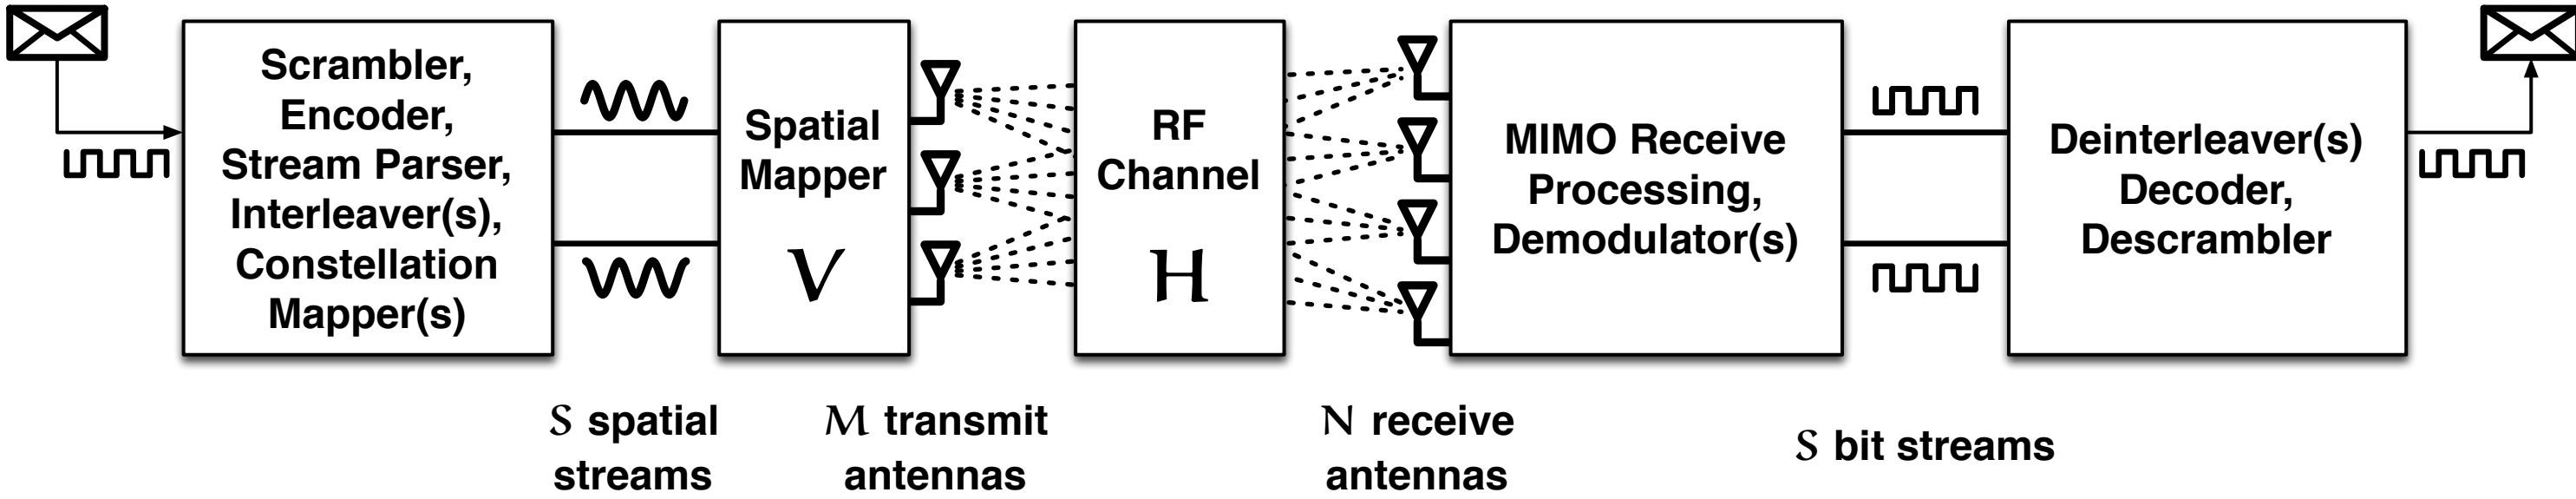 Scrambler,
Encoder,
Stream Parser,
Interleaver(s),
Constellation
Mapper(s)
Spatial
Mapper
V
RF
Channel
H
MIMO Receive
Processing,
Demodulator(s)
Deinterleaver(s)
Decoder,
Descrambler
S spatial
streams
M transmit
antennas
N receive
antennas
S bit streams